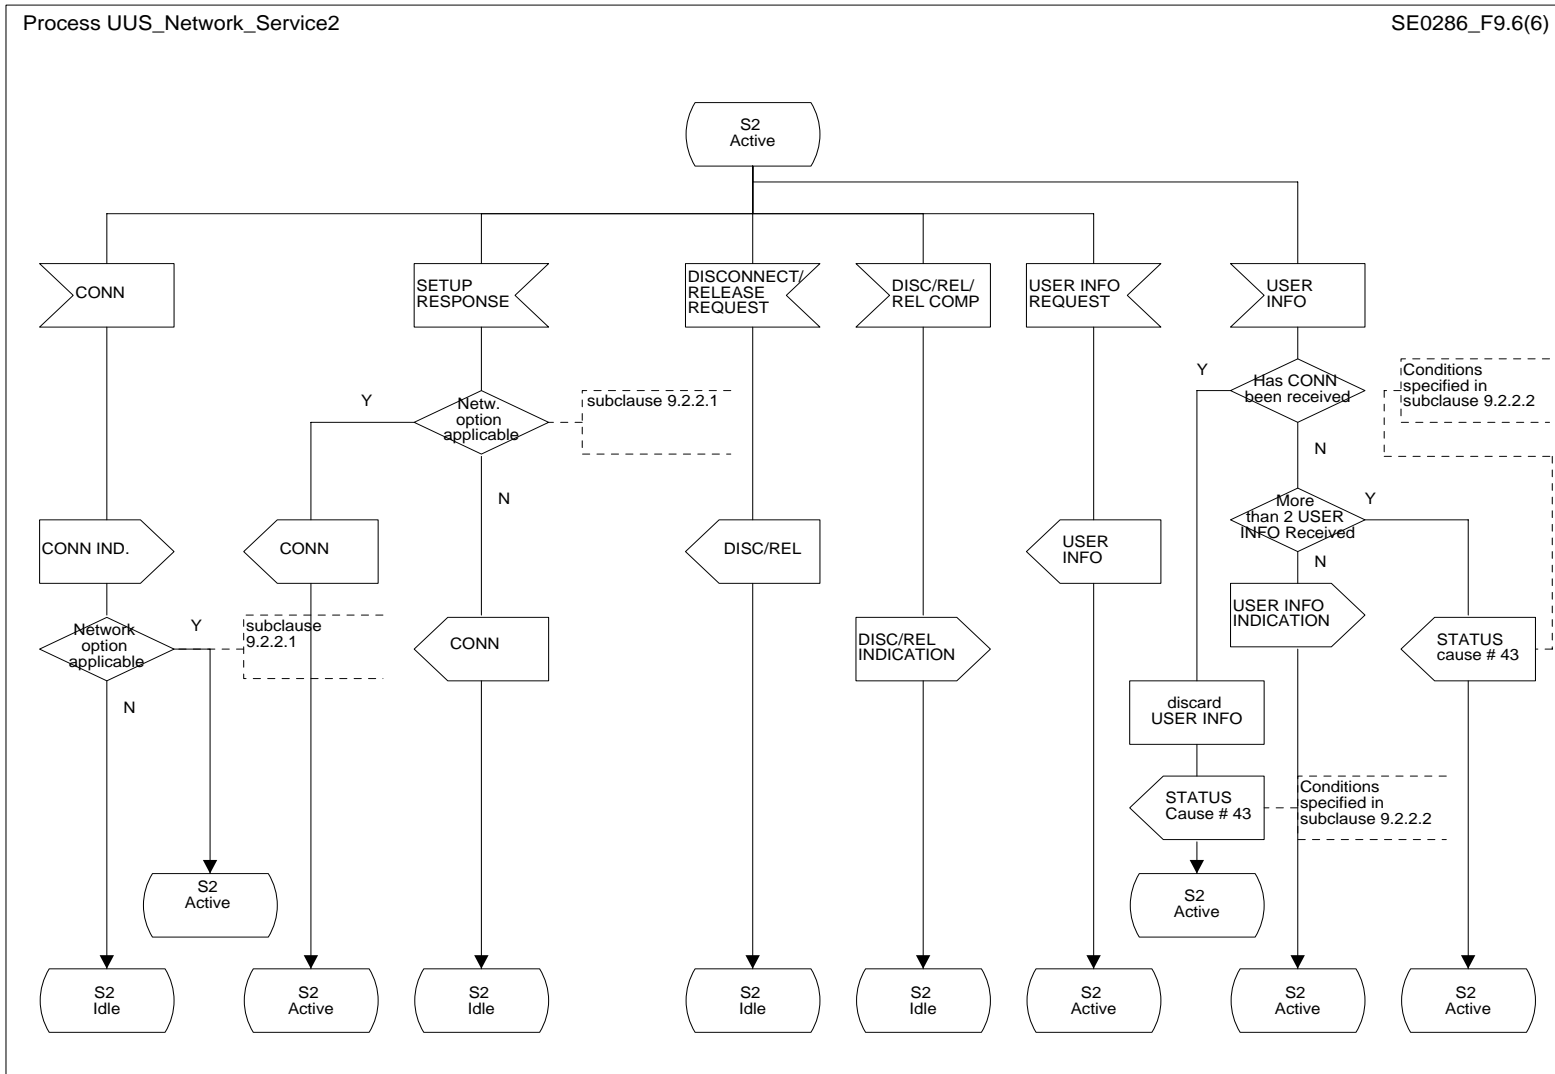 Process UUS_Network_Service2
SE0286_F9.6(6)
S2
Active
CONN
SETUP
RESPONSE
DISCONNECT/
RELEASE
REQUEST
DISC/REL/
REL COMP
USER INFO
REQUEST
USER
INFO
Y
Netw.
option
applicable
subclause 9.2.2.1
N
Y
Has CONN
been received
Conditions
specified in
subclause 9.2.2.2
N
More
than 2 USER
INFO Received
Y
N
CONN IND.
CONN
DISC/REL
USER
INFO
USER INFO
INDICATION
Network
option
applicable
Y
subclause
9.2.2.1
N
CONN
DISC/REL
INDICATION
STATUS
cause # 43
discard
USER INFO
STATUS
Cause # 43
Conditions
specified in
subclause 9.2.2.2
S2
Active
S2
Active
S2
Idle
S2
Active
S2
Idle
S2
Idle
S2
Idle
S2
Active
S2
Active
S2
Active